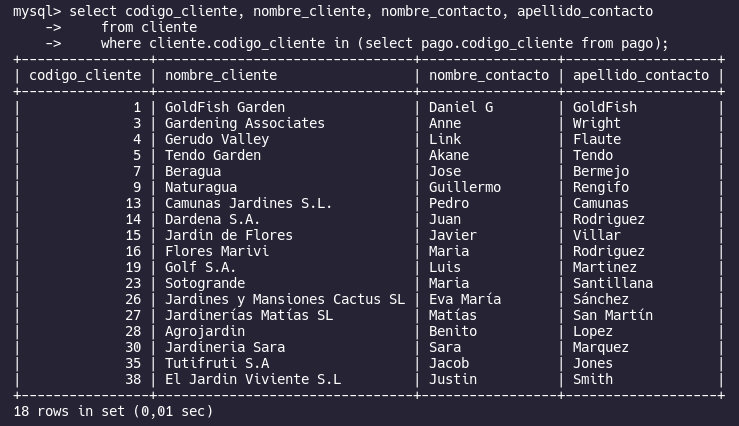 mysql> select codigo_cliente, nombre_cliente, nombre_contacto, apellido_contacto
    ->     from cliente
    ->     where cliente.codigo_cliente in (select pago.codigo_cliente from pago);
+----------------+--------------------------------+-----------------+-------------------+
| codigo_cliente | nombre_cliente                 | nombre_contacto | apellido_contacto |
+----------------+--------------------------------+-----------------+-------------------+
|              1 | GoldFish Garden                | Daniel G        | GoldFish          |
|              3 | Gardening Associates           | Anne            | Wright            |
|              4 | Gerudo Valley                  | Link            | Flaute            |
|              5 | Tendo Garden                   | Akane           | Tendo             |
|              7 | Beragua                        | Jose            | Bermejo           |
|              9 | Naturagua                      | Guillermo       | Rengifo           |
|             13 | Camunas Jardines S.L.          | Pedro           | Camunas           |
|             14 | Dardena S.A.                   | Juan            | Rodriguez         |
|             15 | Jardin de Flores               | Javier          | Villar            |
|             16 | Flores Marivi                  | Maria           | Rodriguez         |
|             19 | Golf S.A.                      | Luis            | Martinez          |
|             23 | Sotogrande                     | Maria           | Santillana        |
|             26 | Jardines y Mansiones Cactus SL | Eva María       | Sánchez           |
|             27 | Jardinerías Matías SL          | Matías          | San Martín        |
|             28 | Agrojardin                     | Benito          | Lopez             |
|             30 | Jardineria Sara                | Sara            | Marquez           |
|             35 | Tutifruti S.A                  | Jacob           | Jones             |
|             38 | El Jardin Viviente S.L         | Justin          | Smith             |
+----------------+--------------------------------+-----------------+-------------------+
18 rows in set (0,01 sec)